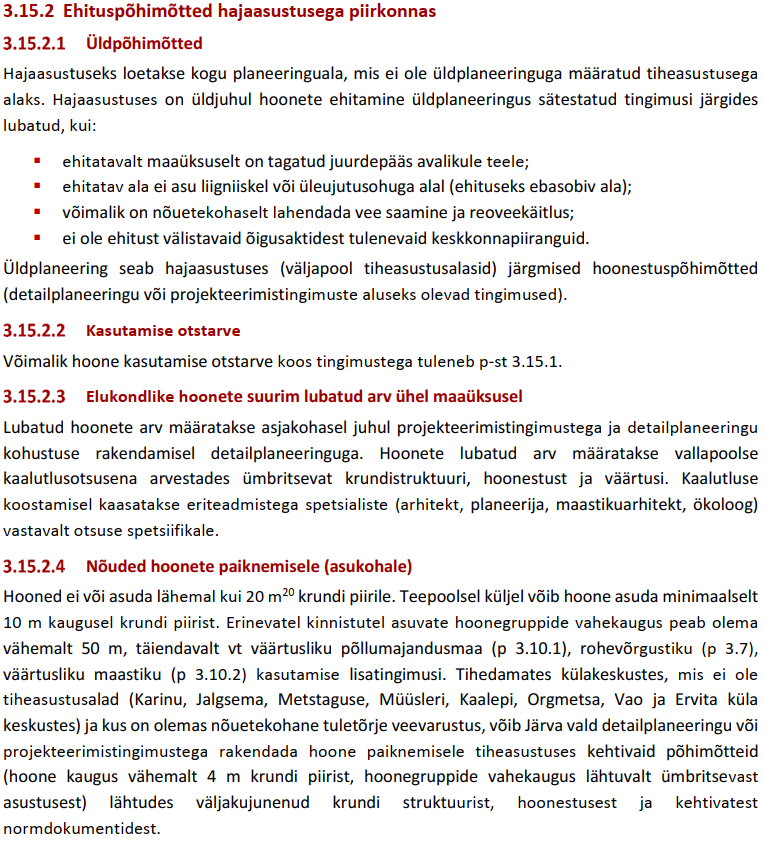 3.15.2 Ehituspõhimõtted hajaasustusega piirkonnas
3.15.2.1 Üldpõhimõtted
Hajaasustuseks loetakse kogu planeeringuala, mis ei ole üldplaneeringuga määratud tiheasustusega
alaks. Hajaasustuses on üldjuhul hoonete ehitamine üldplaneeringus sätestatud tingimusi järgides
lubatud, kui:
▪ ehitatavalt maaüksuselt on tagatud juurdepääs avalikule teele;
▪ ehitatav ala ei asu liigniiskel või üleujutusohuga alal (ehituseks ebasobiv ala);
▪ võimalik on nõuetekohaselt lahendada vee saamine ja reoveekäitlus;
▪ ei ole ehitust välistavaid õigusaktidest tulenevaid keskkonnapiiranguid.
Üldplaneering seab hajaasustuses (väljapool tiheasustusalasid) järgmised hoonestuspõhimõtted
(detailplaneeringu või projekteerimistingimuste aluseks olevad tingimused).
3.15.2.2 Kasutamise otstarve
Võimalik hoone kasutamise otstarve koos tingimustega tuleneb p-st 3.15.1.
3.15.2.3 Elukondlike hoonete suurim lubatud arv ühel maaüksusel
Lubatud hoonete arv määratakse asjakohasel juhul projekteerimistingimustega ja detailplaneeringu
kohustuse rakendamisel detailplaneeringuga. Hoonete lubatud arv määratakse vallapoolse
kaalutlusotsusena arvestades ümbritsevat krundistruktuuri, hoonestust ja väärtusi. Kaalutluse
koostamisel kaasatakse eriteadmistega spetsialiste (arhitekt, planeerija, maastikuarhitekt, ökoloog)
vastavalt otsuse spetsiifikale.
3.15.2.4 Nõuded hoonete paiknemisele (asukohale)
Hooned ei või asuda lähemal kui 20 m²⁰ krundi piirile. Teepoolsel küljel võib hoone asuda minimaalselt
10 m kaugusel krundi piirist. Erinevatel kinnistutel asuvate hoonegruppide vahekaugus peab olema
vähemalt 50 m, täiendavalt vt väärtusliku põllumajandusmaa (p 3.10.1), rohevõrgustiku (p 3.7),
väärtusliku maastiku (p 3.10.2) kasutamise lisatingimusi. Tihedamates külakeskustes, mis ei ole
tiheasustusalad (Karinu, Jalgsema, Metstaguse, Müüsleri, Kaalepi, Orgmetsa, Vao ja Ervita küla
keskustes) ja kus on olemas nõuetekohane tuletõrje veevarustus, võib Järva vald detailplaneeringu või
projekteerimistingimustega rakendada hoone paiknemisele tiheasustuses kehtivaid põhimõtteid
(hoone kaugus vähemalt 4 m krundi piirist, hoonegruppide vahekaugus lähtuvalt ümbritsevast
asustusest) lähtudes väljakujunenud krundi struktuurist, hoonestusest ja kehtivatest
normdokumentidest.